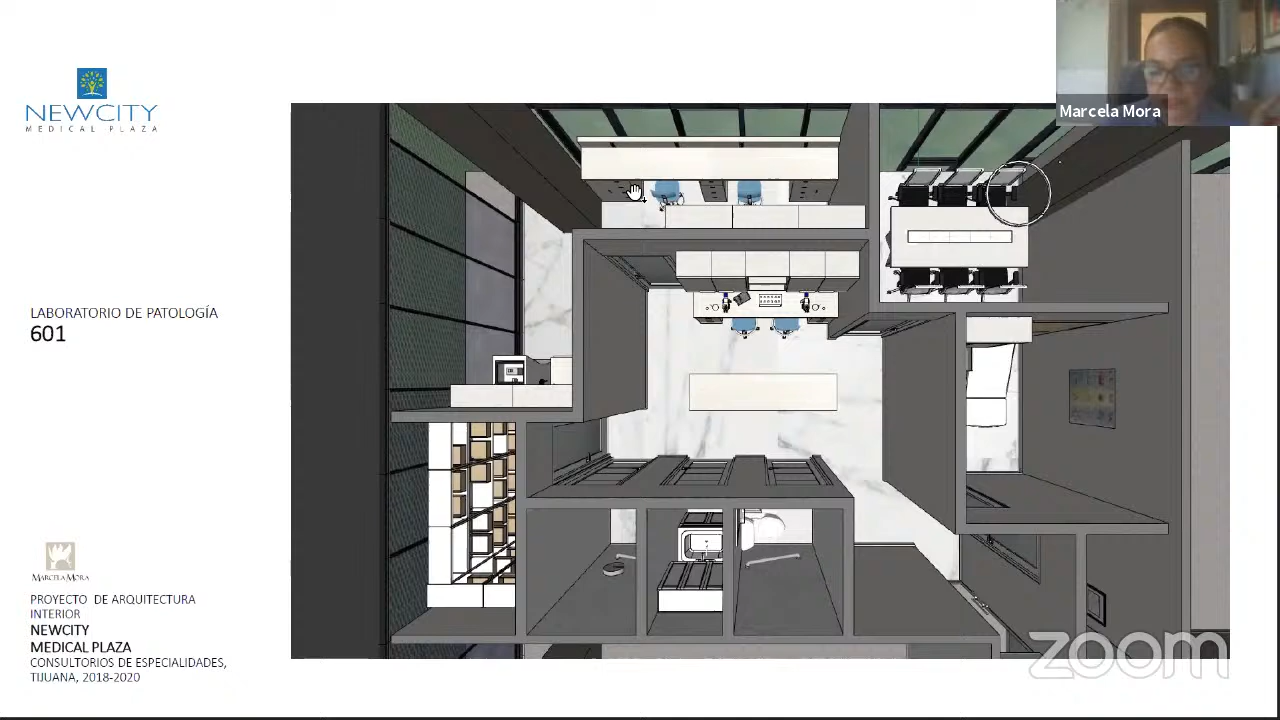 Marcela Mora
NEWCITY
MEDICAL PLAZA
LABORATORIO DE PATOLOGÍA
601
MARCELA MORA
PROYECTO DE ARQUITECTURA
INTERIOR
NEWCITY
MEDICAL PLAZA
CONSULTORIOS DE ESPECIALIDADES,
TIJUANA, 2018-2020
zoom